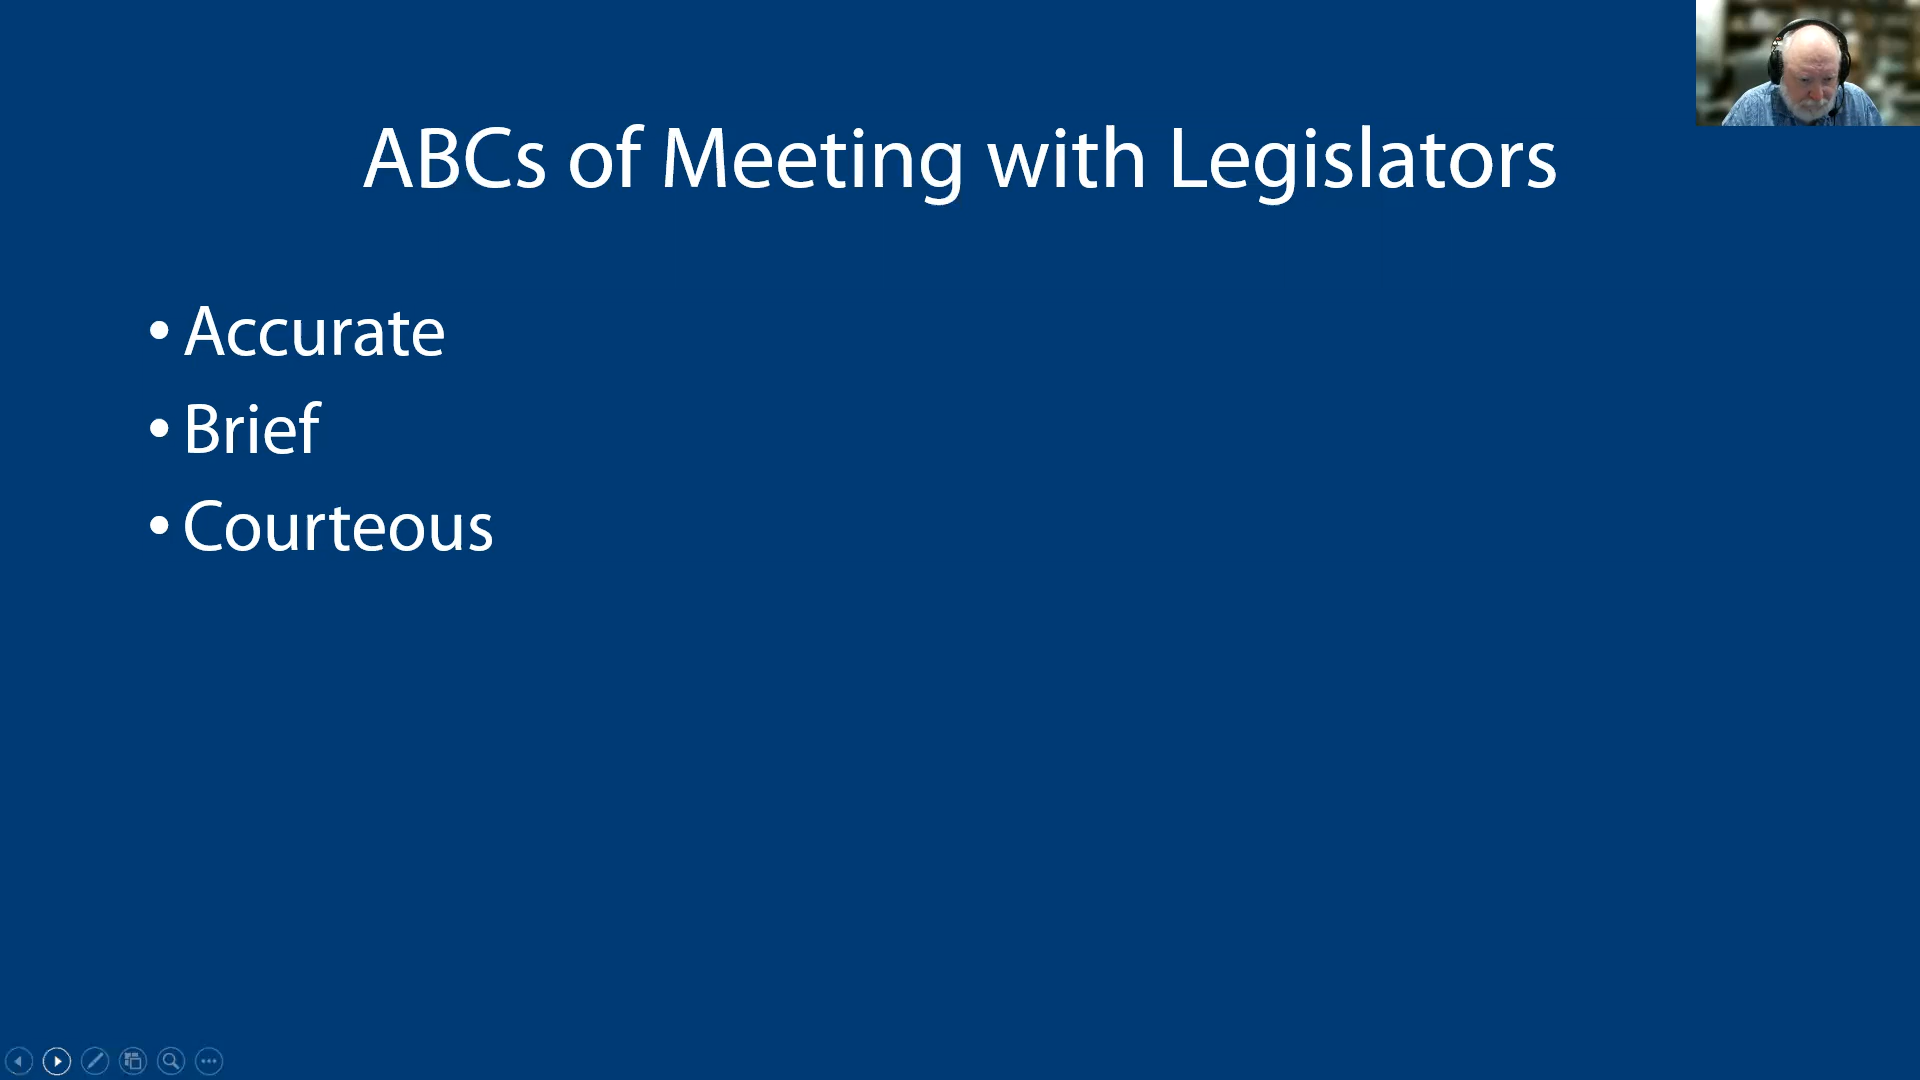 ABCs of Meeting with Legislators
• Accurate
• Brief
• Courteous